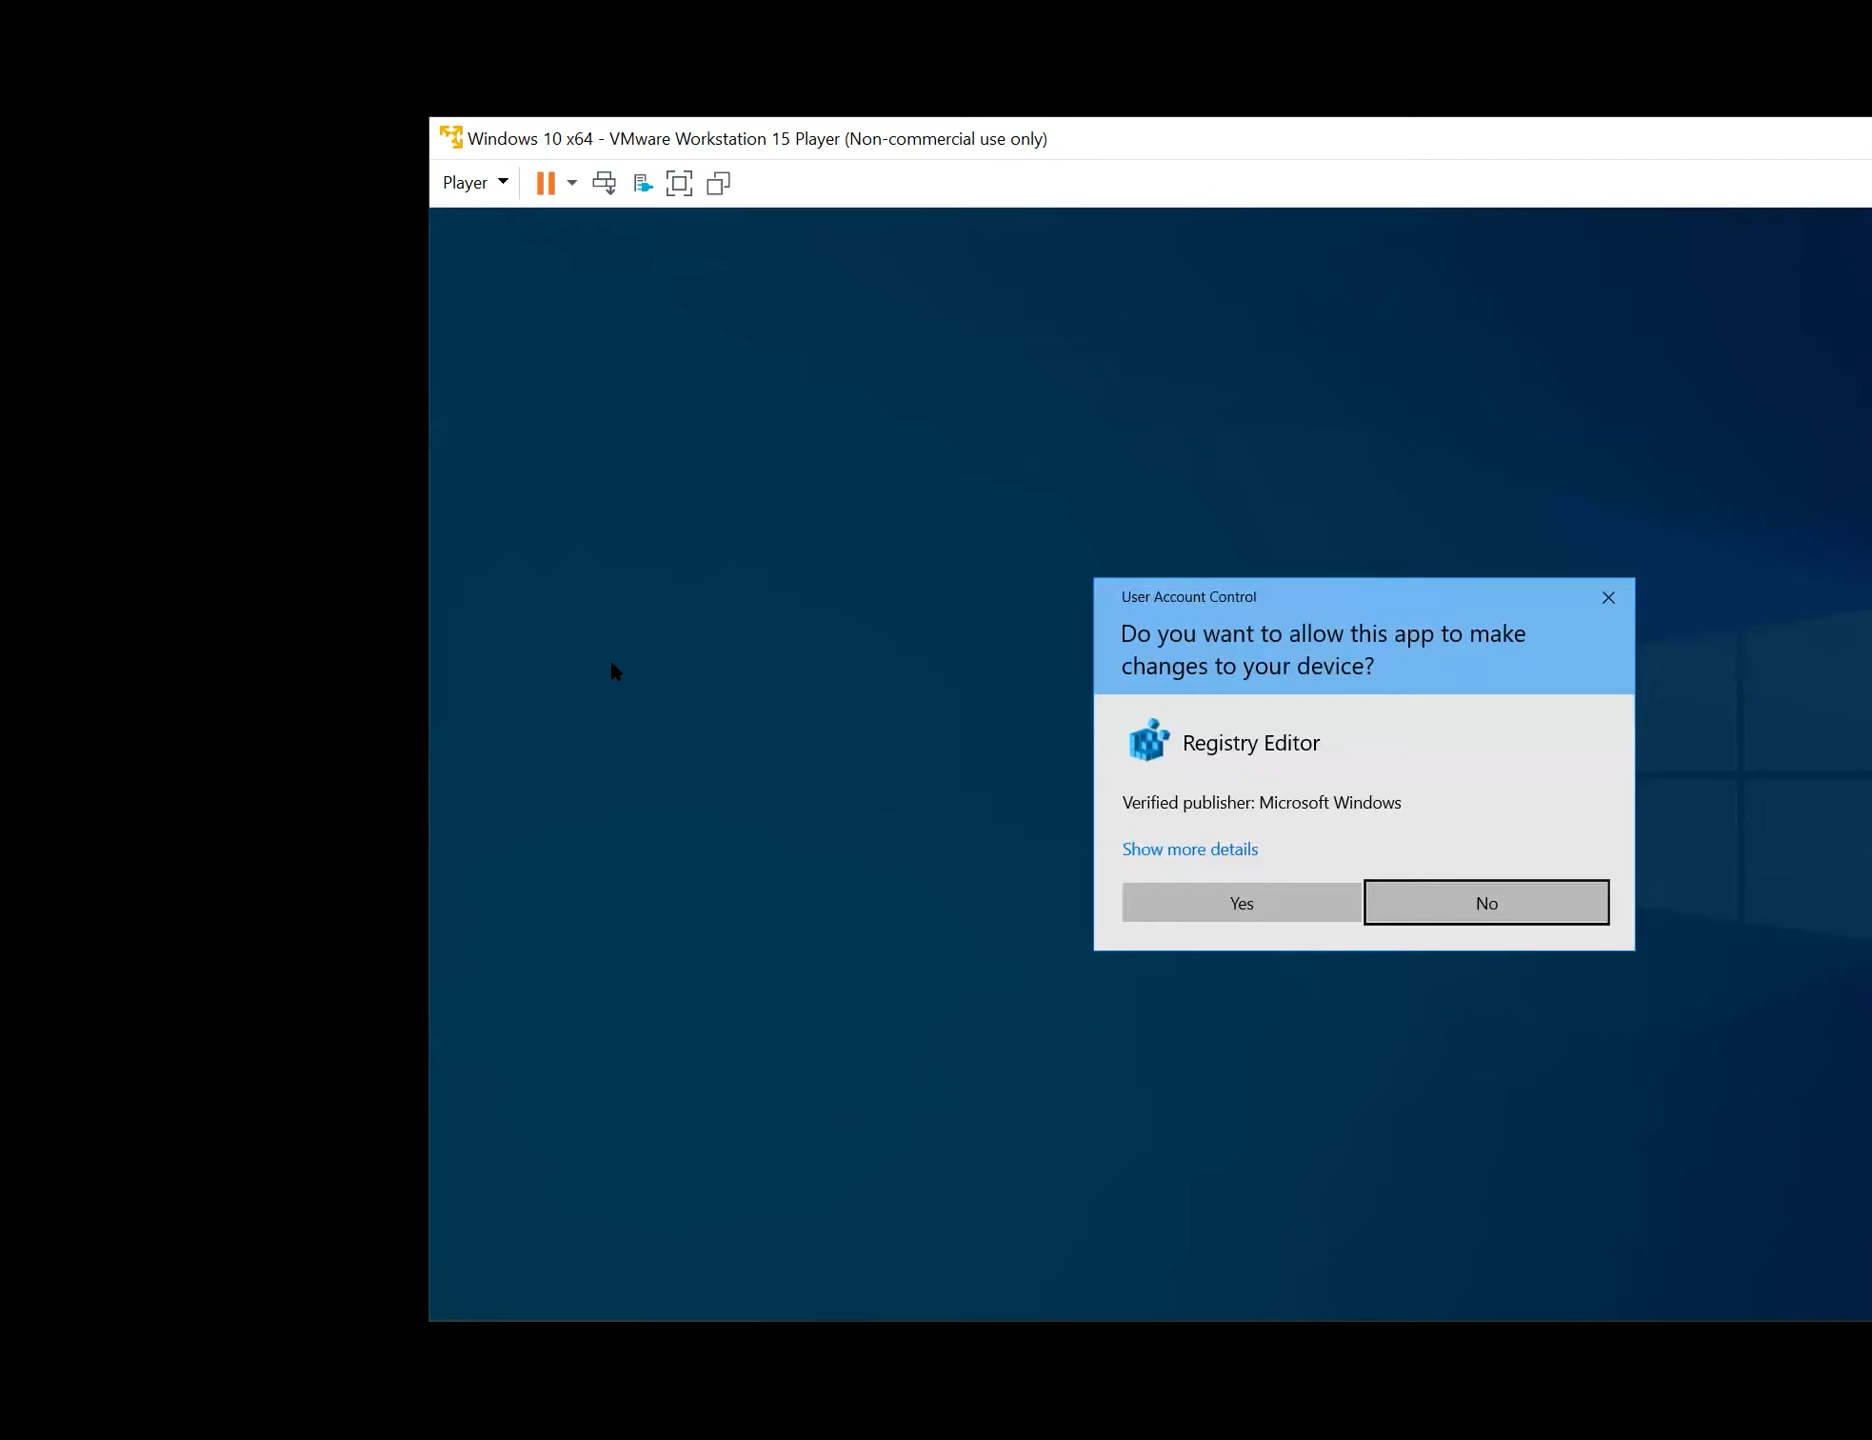 Windows 10 x64 - VMware Workstation 15 Player (Non-commercial use only)
Player
User Account Control
Do you want to allow this app to make
changes to your device?
Registry Editor
Verified publisher: Microsoft Windows
Show more details
Yes
No